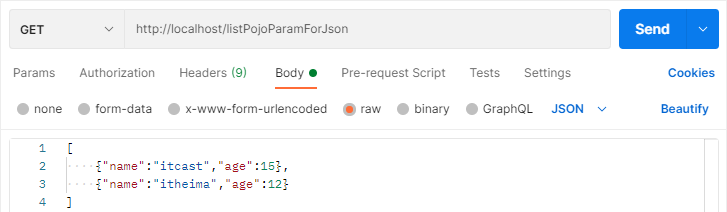 GET http://localhost/listPojoParamForJson Send
Params Authorization Headers (9) Body Pre-request Script Tests Settings Cookies
none form-data x-www-form-urlencoded raw binary GraphQL JSON Beautify
1 [
2 ····{"name":"itcast","age":15},
3 ····{"name":"itheima","age":12}
4 ]